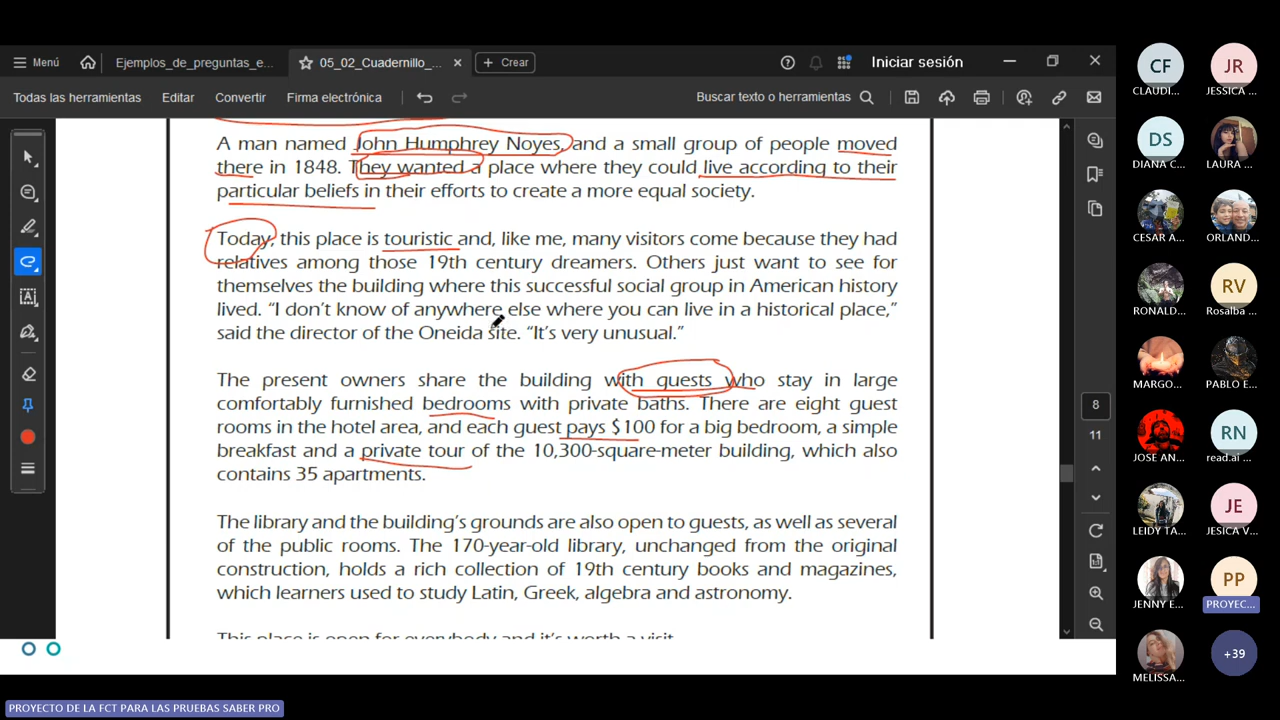 Menú
Ejemplos_de_preguntas_e...
05_02_Cuadernillo_...
Crear
Iniciar sesión
Todas las herramientas
Editar
Convertir
Firma electrónica
Buscar texto o herramientas
A man named John Humphrey Noyes, and a small group of people moved
there in 1848. They wanted a place where they could live according to their
particular beliefs in their efforts to create a more equal society.
Today, this place is touristic and, like me, many visitors come because they had
relatives among those 19th century dreamers. Others just want to see for
themselves the building where this successful social group in American history
lived. “I don’t know of anywhere else where you can live in a historical place,”
said the director of the Oneida site. “It’s very unusual.”
The present owners share the building with guests who stay in large
comfortably furnished bedrooms with private baths. There are eight guest
rooms in the hotel area, and each guest pays $100 for a big bedroom, a simple
breakfast and a private tour of the 10,300-square-meter building, which also
contains 35 apartments.
The library and the building’s grounds are also open to guests, as well as several
of the public rooms. The 170-year-old library, unchanged from the original
construction, holds a rich collection of 19th century books and magazines,
which learners used to study Latin, Greek, algebra and astronomy.
This place is open for everybody and it’s worth a visit.
8
11
CF
CLAUDI...
JR
JESSICA ...
DS
DIANA C...
LAURA ...
CESAR A...
ORLAND...
RONALD...
RV
Rosalba ...
MARGO...
PABLO E...
JOSE AN...
RN
read.ai ...
LEIDY TA...
JE
JESICA V...
JENNY E...
PP
PROYEC...
MELISSA...
+39
PROYECTO DE LA FCT PARA LAS PRUEBAS SABER PRO